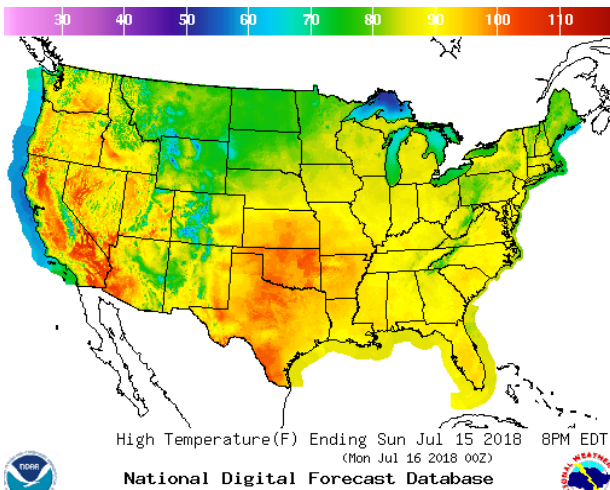 30 40 50 60 70 80 90 100 110
High Temperature(F) Ending Sun Jul 15 2018 8PM EDT
(Mon Jul 16 2018 00Z)
National Digital Forecast Database
noaa